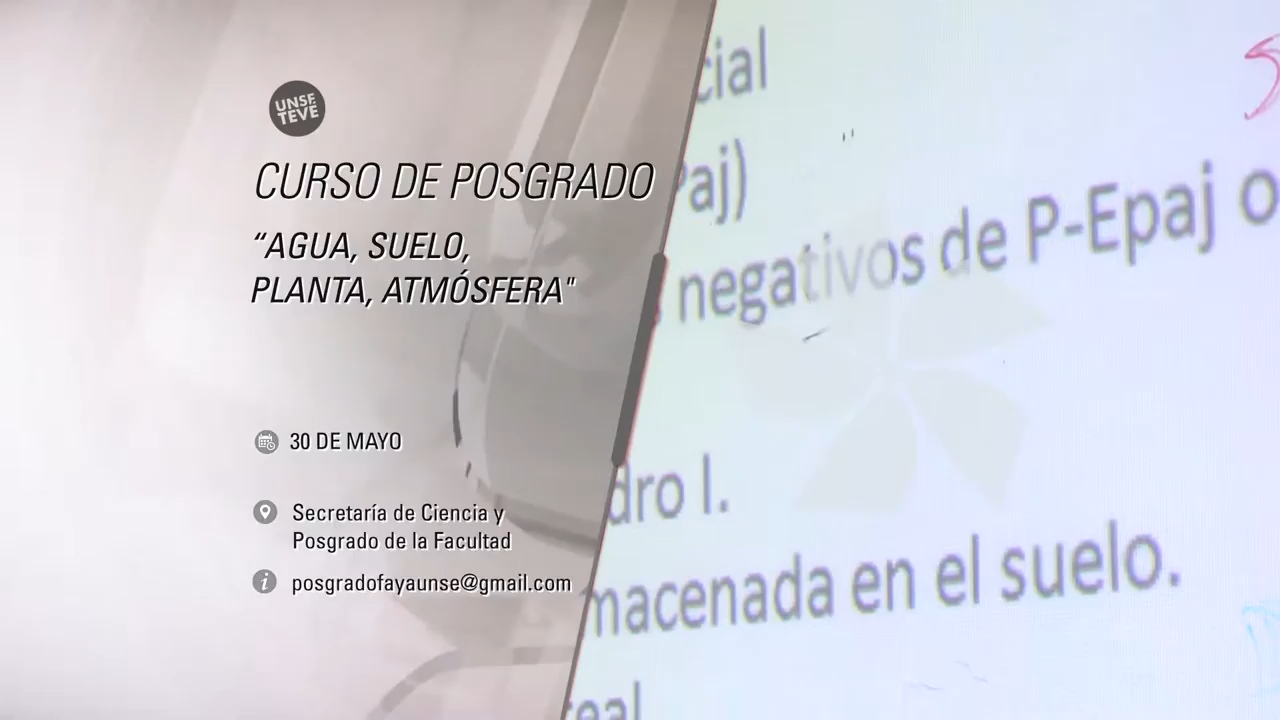 UNSE
TEVE
CURSO DE POSGRADO
“AGUA, SUELO,
PLANTA, ATMÓSFERA"
30 DE MAYO
Secretaría de Ciencia y
Posgrado de la Facultad
posgradofayaunse@gmail.com
cial
Paj)
negativos de P-Epaj o
dro I.
macenada en el suelo.
real